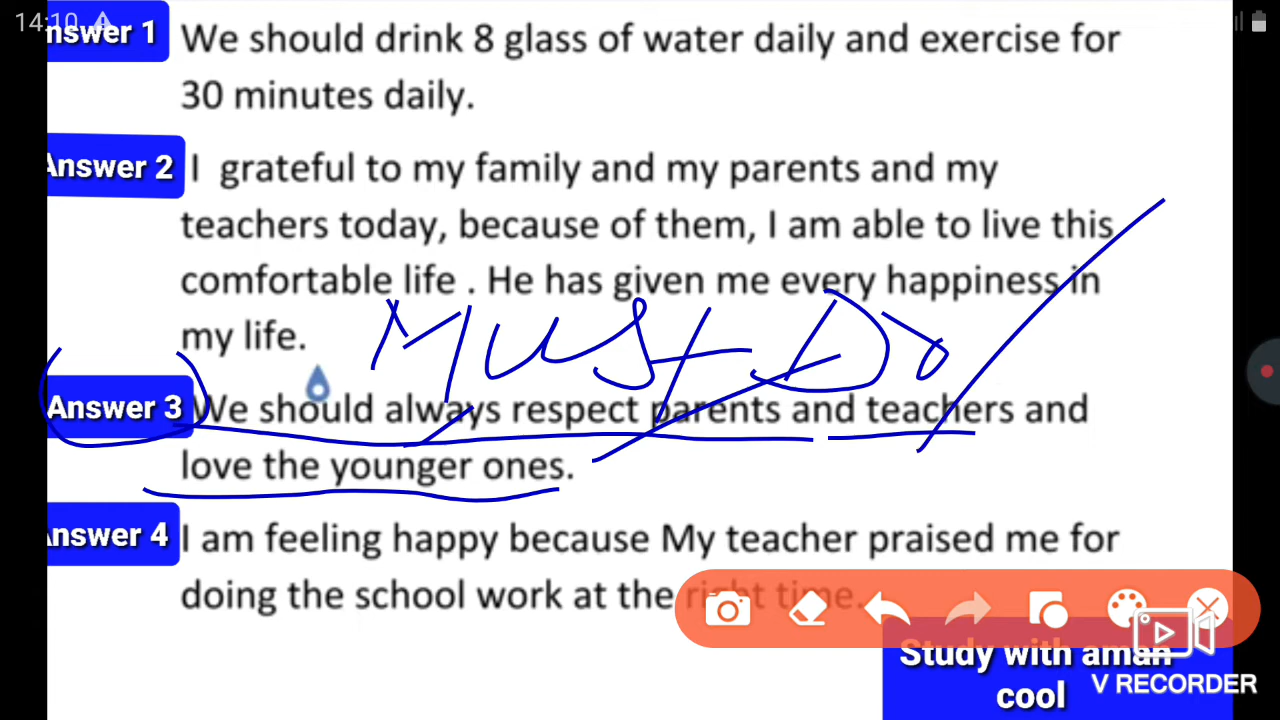 14:10
nswer 1 We should drink 8 glass of water daily and exercise for
30 minutes daily.
Answer 2 I grateful to my family and my parents and my
teachers today, because of them, I am able to live this
comfortable life . He has given me every happiness in
my life.
MUST DO
Answer 3 We should always respect parents and teachers and
love the younger ones.
Answer 4 I am feeling happy because My teacher praised me for
doing the school work at the right time.
Study with aman
cool
V RECORDER